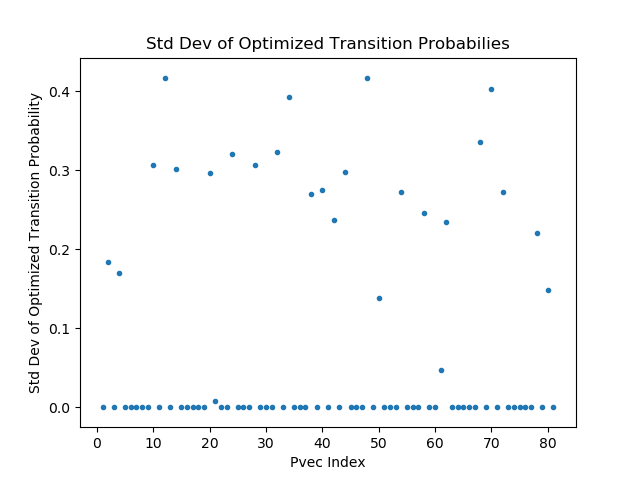 Std Dev of Optimized Transition Probabilies
Std Dev of Optimized Transition Probability
0.4
0.3
0.2
0.1
0.0
0 10 20 30 40 50 60 70 80
Pvec Index